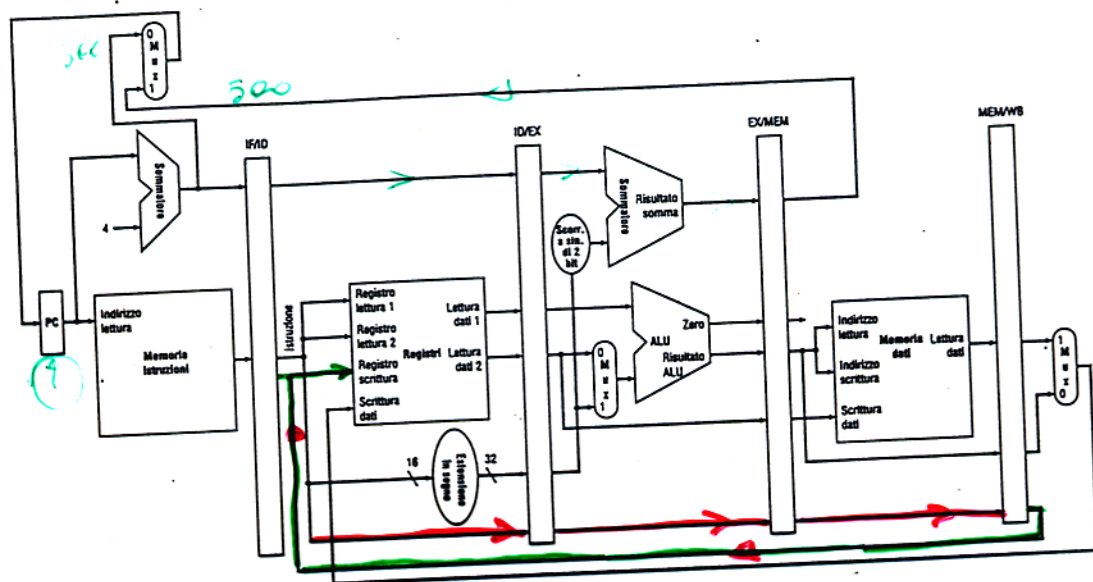 0
M
u
x
1
500
IF/ID
ID/EX
EX/MEM
MEM/WB
Sommatore
4
Sommatore
Risultato
somma
Scorr.
a sin.
di 2
bit
PC
Indirizzo
lettura
Memoria
Istruzioni
Istruzione
Registro
lettura 1
Registro
lettura 2
Registro
scrittura
Scrittura
dati
Registri
Lettura
dati 1
Lettura
dati 2
0
M
u
x
1
ALU
Zero
Risultato
ALU
Indirizzo
lettura
Indirizzo
scrittura
Scrittura
dati
Memoria
dati
Lettura
dati
1
M
u
x
0
16
Estensione
in segno
32